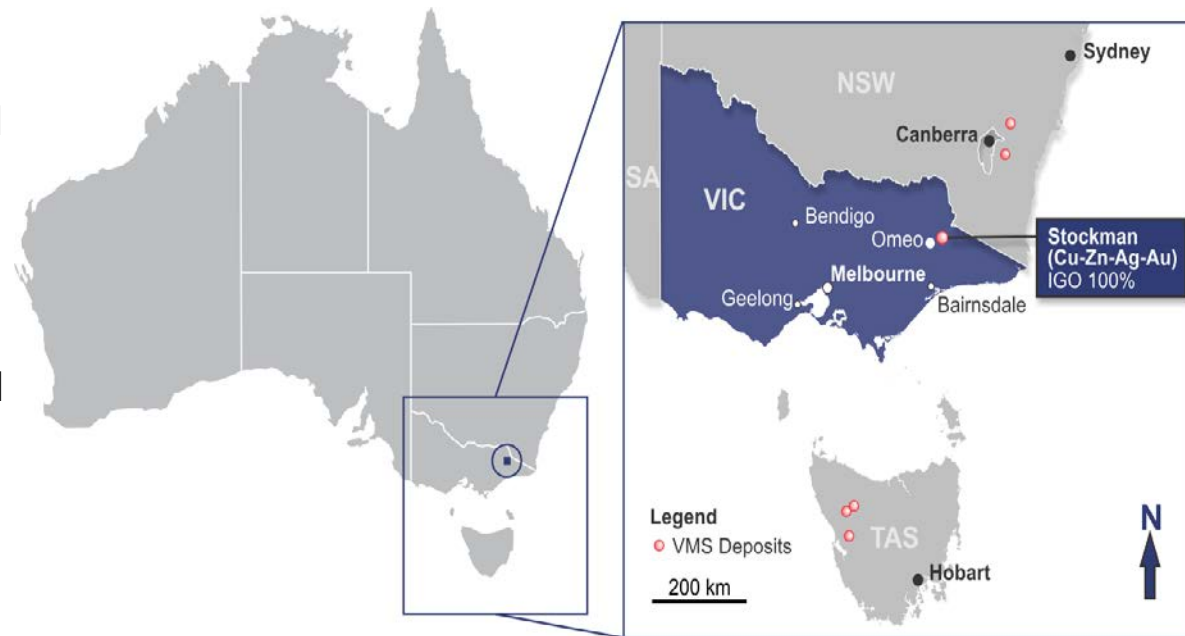 Sydney
NSW
Canberra
SA
VIC
Bendigo
Omeo
Stockman
(Cu-Zn-Ag-Au)
IGO 100%
Melbourne
Geelong
Bairnsdale
Legend
VMS Deposits
TAS
N
Hobart
200 km